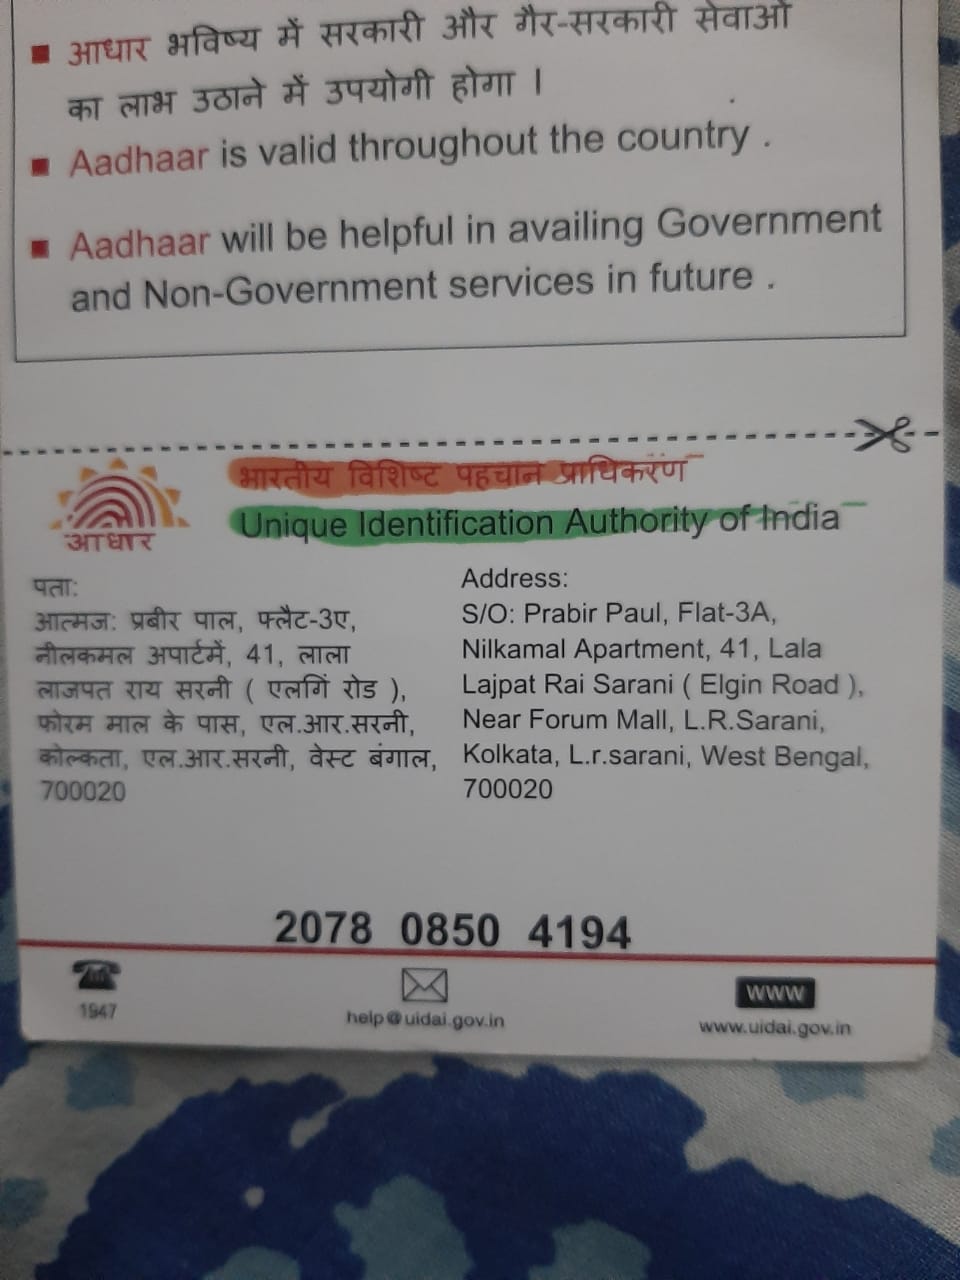 आधार भविष्य में सरकारी और गैर-सरकारी सेवाओं
का लाभ उठाने में उपयोगी होगा ।
Aadhaar is valid throughout the country .
Aadhaar will be helpful in availing Government
and Non-Government services in future .
भारतीय विशिष्ट पहचान प्राधिकरण
Unique Identification Authority of India
आधार
पता:
आत्मज: प्रबीर पाल, फ्लैट-3ए,
नीलकमल अपार्टमें, 41, लाला
लाजपत राय सरनी ( एलगिं रोड ),
फोरम माल के पास, एल.आर.सरनी,
कोल्कता, एल.आर.सरनी, वेस्ट बंगाल,
700020
Address:
S/O: Prabir Paul, Flat-3A,
Nilkamal Apartment, 41, Lala
Lajpat Rai Sarani ( Elgin Road ),
Near Forum Mall, L.R.Sarani,
Kolkata, L.r.sarani, West Bengal,
700020
2078 0850 4194
1947
help@uidai.gov.in
www
www.uidai.gov.in